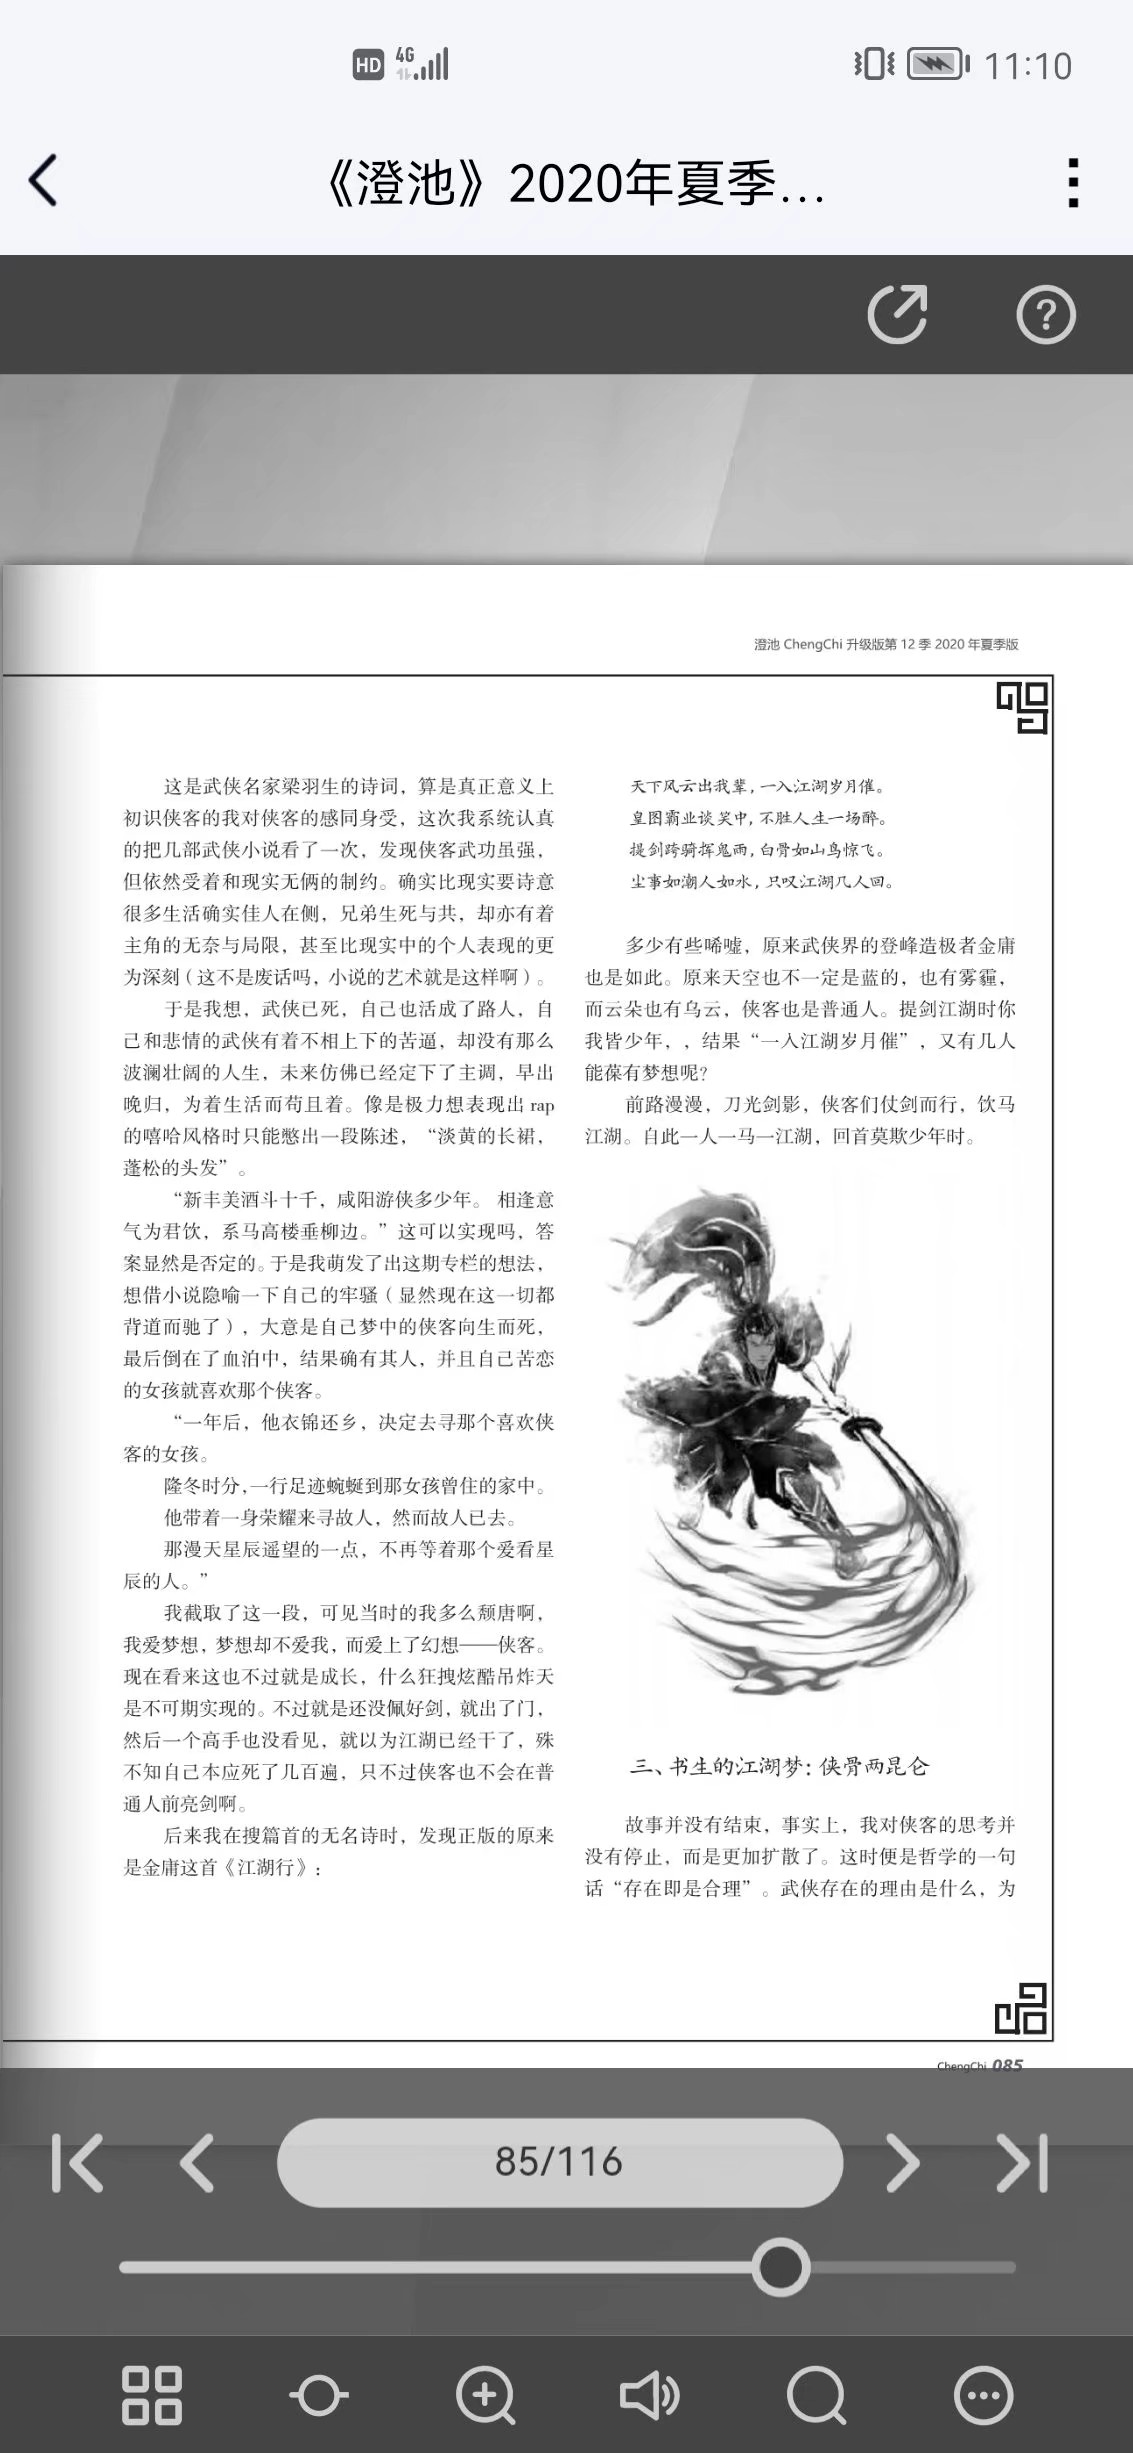 HD 4G 11:10
《澄池》2020年夏季...
澄池 ChengChi 升级版第 12 季 2020 年夏季版
这是武侠名家梁羽生的诗词，算是真正意义上
初识侠客的我对侠客的感同身受，这次我系统认真
的把几部武侠小说看了一次，发现侠客武功虽强，
但依然受着和现实无俩的制约。确实比现实要诗意
很多生活确实佳人在侧，兄弟生死与共，却亦有着
主角的无奈与局限，甚至比现实中的个人表现的更
为深刻（这不是废话吗，小说的艺术就是这样啊）。
于是我想，武侠已死，自己也活成了路人，自
己和悲情的武侠有着不相上下的苦逼，却没有那么
波澜壮阔的人生，未来仿佛已经定下了主调，早出
晚归，为着生活而苟且着。像是极力想表现出 rap
的嘻哈风格时只能憋出一段陈述，“淡黄的长裙，
蓬松的头发”。
“新丰美酒斗十千，咸阳游侠多少年。 相逢意
气为君饮，系马高楼垂柳边。”这可以实现吗，答
案显然是否定的。于是我萌发了出这期专栏的想法，
想借小说隐喻一下自己的牢骚（显然现在这一切都
背道而驰了），大意是自己梦中的侠客向生而死，
最后倒在了血泊中，结果确有其人，并且自己苦恋
的女孩就喜欢那个侠客。
“一年后，他衣锦还乡，决定去寻那个喜欢侠
客的女孩。
隆冬时分，一行足迹蜿蜒到那女孩曾住的家中。
他带着一身荣耀来寻故人，然而故人已去。
那漫天星辰遥望的一点，不再等着那个爱看星
辰的人。”
我截取了这一段，可见当时的我多么颓唐啊，
我爱梦想，梦想却不爱我，而爱上了幻想——侠客。
现在看来这也不过就是成长，什么狂拽炫酷吊炸天
是不可期实现的。不过就是还没佩好剑，就出了门，
然后一个高手也没看见，就以为江湖已经干了，殊
不知自己本应死了几百遍，只不过侠客也不会在普
通人前亮剑啊。
后来我在搜篇首的无名诗时，发现正版的原来
是金庸这首《江湖行》：
天下风云出我辈，一入江湖岁月催。
皇图霸业谈笑中，不胜人生一场醉。
提剑跨骑挥鬼雨，白骨如山鸟惊飞。
尘事如潮人如水，只叹江湖几人回。
多少有些唏嘘，原来武侠界的登峰造极者金庸
也是如此。原来天空也不一定是蓝的，也有雾霾，
而云朵也有乌云，侠客也是普通人。提剑江湖时你
我皆少年，，结果“一入江湖岁月催”，又有几人
能葆有梦想呢？
前路漫漫，刀光剑影，侠客们仗剑而行，饮马
江湖。自此一人一马一江湖，回首莫欺少年时。
三、书生的江湖梦：侠骨两昆仑
故事并没有结束，事实上，我对侠客的思考并
没有停止，而是更加扩散了。这时便是哲学的一句
话“存在即是合理”。武侠存在的理由是什么，为
ChengChi 085
85/116